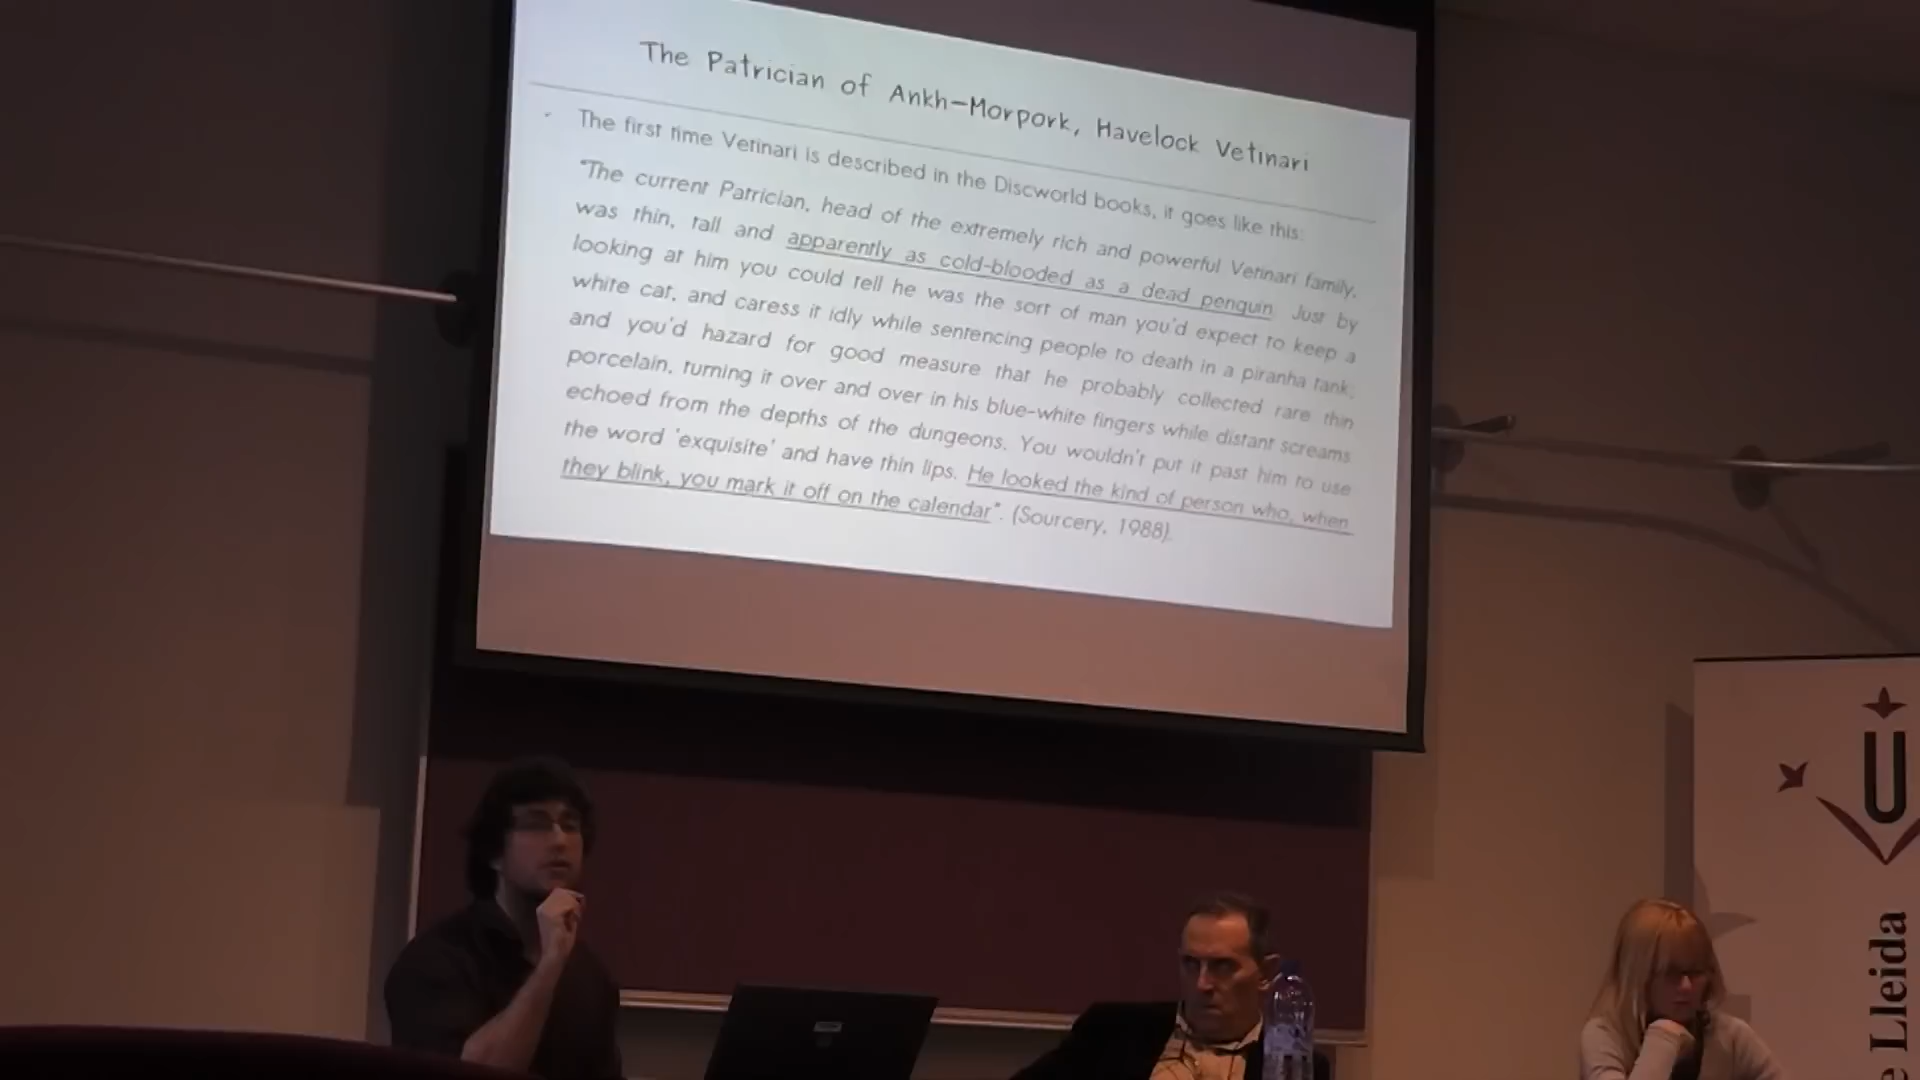 The Patrician of Ankh-Morpork, Havelock Vetinari
- The first time Vetinari is described in the Discworld books, it goes like this:
"The current Patrician, head of the extremely rich and powerful Vetinari family,
was thin, tall and apparently as cold-blooded as a dead penguin. Just by
looking at him you could tell he was the sort of man you'd expect to keep a
white cat, and caress it idly while sentencing people to death in a piranha tank;
and you'd hazard for good measure that he probably collected rare thin
porcelain, turning it over and over in his blue-white fingers while distant screams
echoed from the depths of the dungeons. You wouldn't put it past him to use
the word 'exquisite' and have thin lips. He looked the kind of person who, when
they blink, you mark it off on the calendar". (Sourcery, 1988).
U
e Lleida